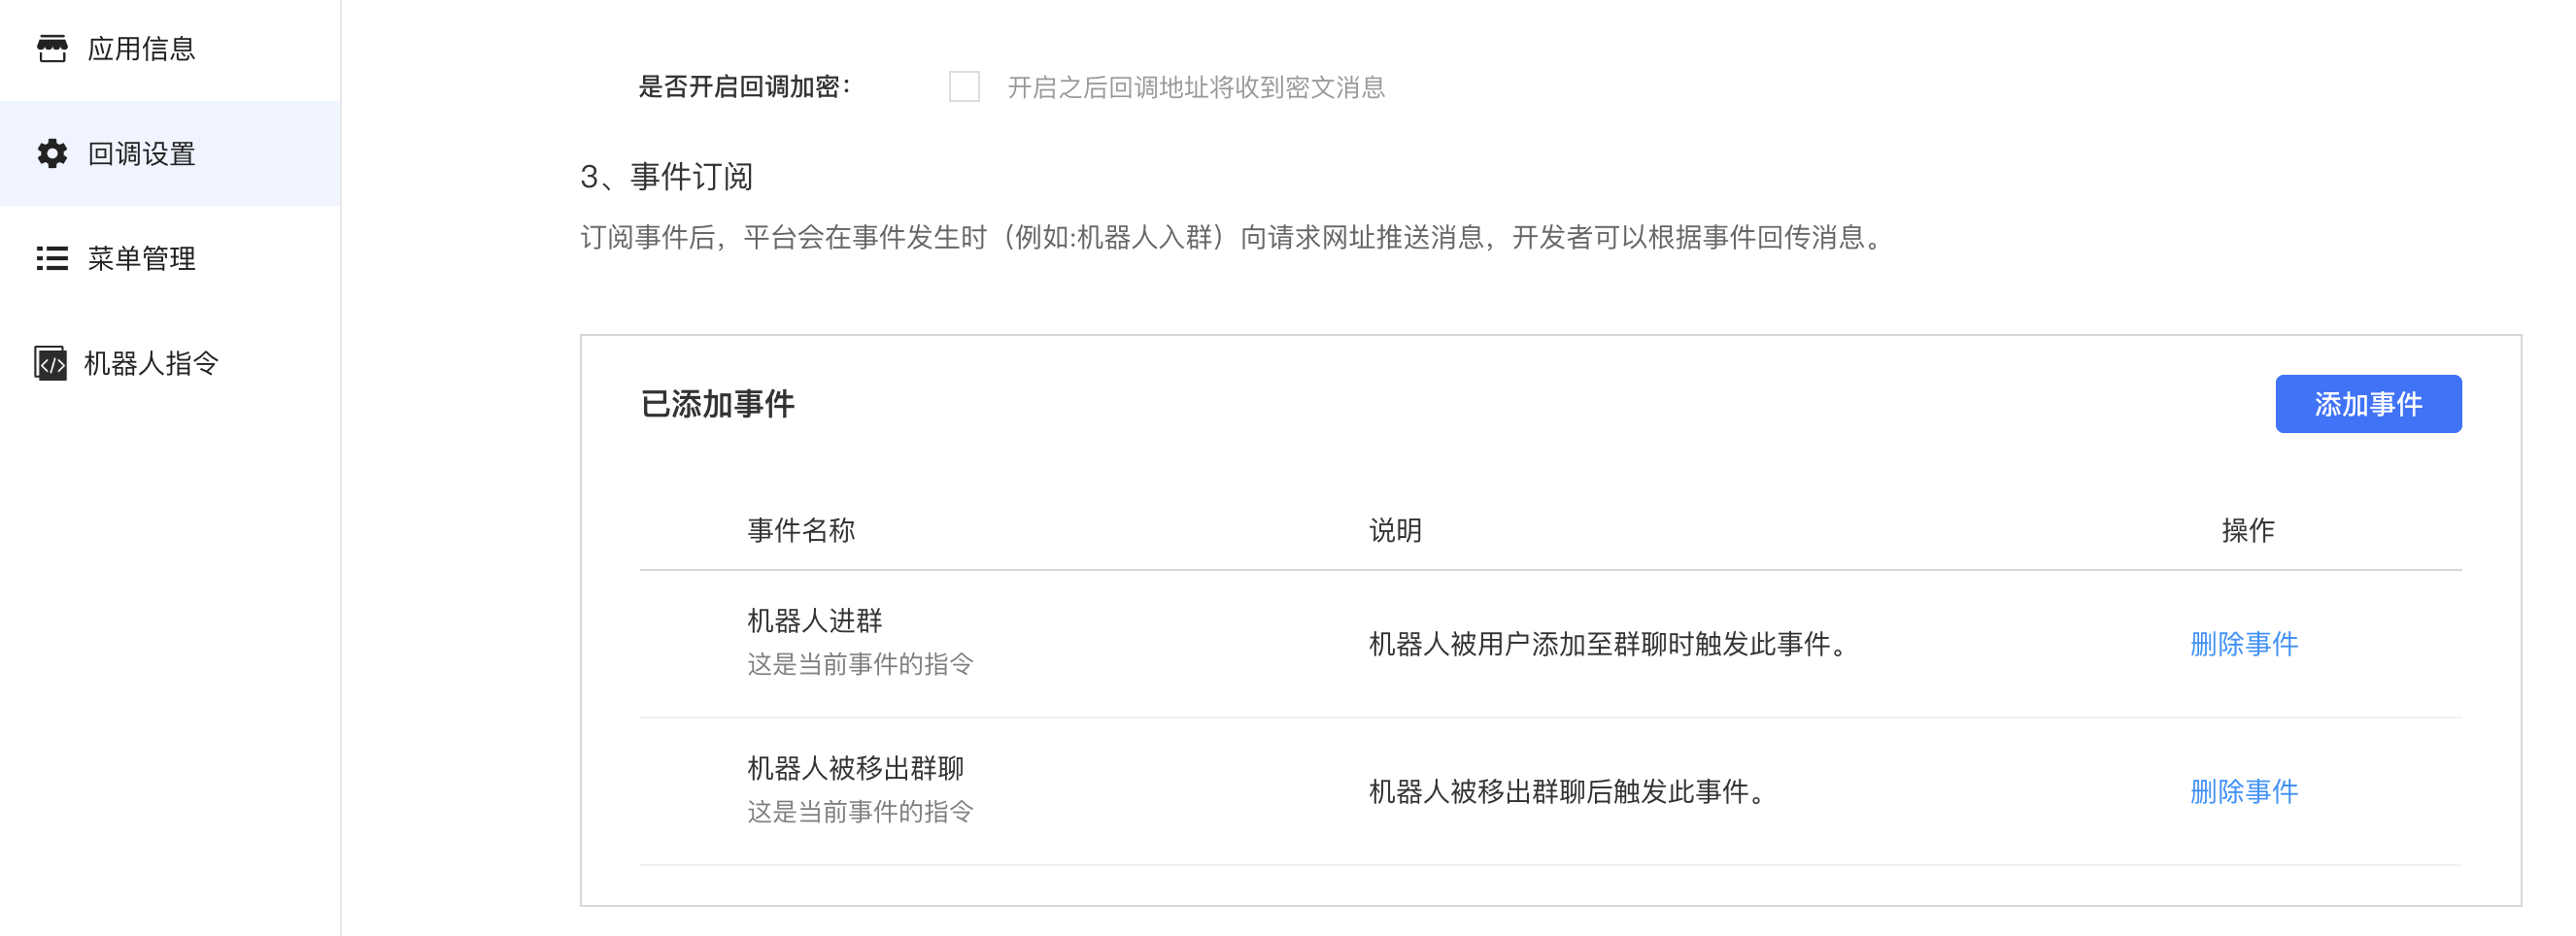 应用信息
回调设置
菜单管理
机器人指令
是否开启回调加密：
开启之后回调地址将收到密文消息
3、事件订阅
订阅事件后，平台会在事件发生时（例如:机器人入群）向请求网址推送消息，开发者可以根据事件回传消息。
已添加事件
添加事件
事件名称 说明 操作
机器人进群
这是当前事件的指令
机器人被用户添加至群聊时触发此事件。
删除事件
机器人被移出群聊
这是当前事件的指令
机器人被移出群聊后触发此事件。
删除事件